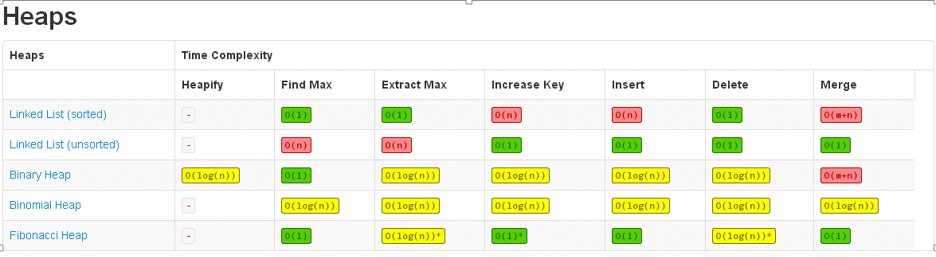 Heaps
Heaps Time Complexity
Heapify Find Max Extract Max Increase Key Insert Delete Merge
Linked List (sorted) - O(1) O(1) O(n) O(n) O(1) O(m+n)
Linked List (unsorted) - O(n) O(n) O(1) O(1) O(1) O(1)
Binary Heap O(log(n)) O(1) O(log(n)) O(log(n)) O(log(n)) O(log(n)) O(m+n)
Binomial Heap - O(log(n)) O(log(n)) O(log(n)) O(log(n)) O(log(n)) O(log(n))
Fibonacci Heap - O(1) O(log(n))* O(1)* O(1) O(log(n))* O(1)